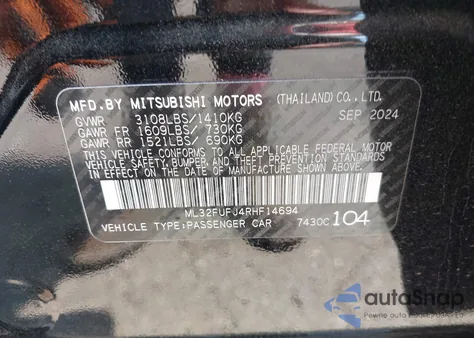 MFD.BY MITSUBISHI MOTORS (THAILAND)CO.,LTD.
GVWR 3108LBS/1410KG SEP 2024
GAWR FR 1609LBS/ 730KG
GAWR RR 1521LBS/ 690KG
THIS VEHICLE CONFORMS TO ALL APPLICABLE FEDERAL MOTOR
VEHICLE SAFETY, BUMPER, AND THEFT PREVENTION STANDARDS
IN EFFECT ON THE DATE OF MANUFACTURE SHOWN ABOVE.
ML32FUFJ4RHF14694
VEHICLE TYPE:PASSENGER CAR 7430C 104
autoSnap